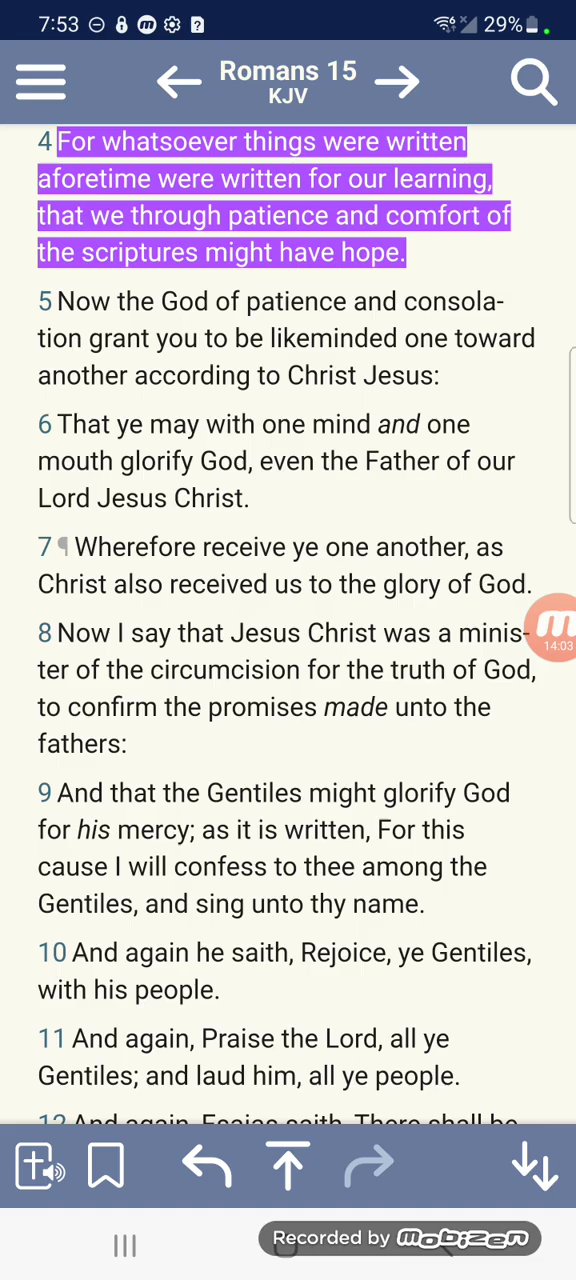 7:53 29%
Romans 15
KJV
4 For whatsoever things were written
aforetime were written for our learning,
that we through patience and comfort of
the scriptures might have hope.
5 Now the God of patience and consola-
tion grant you to be likeminded one toward
another according to Christ Jesus:
6 That ye may with one mind and one
mouth glorify God, even the Father of our
Lord Jesus Christ.
7 ¶ Wherefore receive ye one another, as
Christ also received us to the glory of God.
8 Now I say that Jesus Christ was a minis-
ter of the circumcision for the truth of God,
to confirm the promises made unto the
fathers:
14:03
9 And that the Gentiles might glorify God
for his mercy; as it is written, For this
cause I will confess to thee among the
Gentiles, and sing unto thy name.
10 And again he saith, Rejoice, ye Gentiles,
with his people.
11 And again, Praise the Lord, all ye
Gentiles; and laud him, all ye people.
12 And again, Esaias saith, There shall be
Recorded by Mobizen